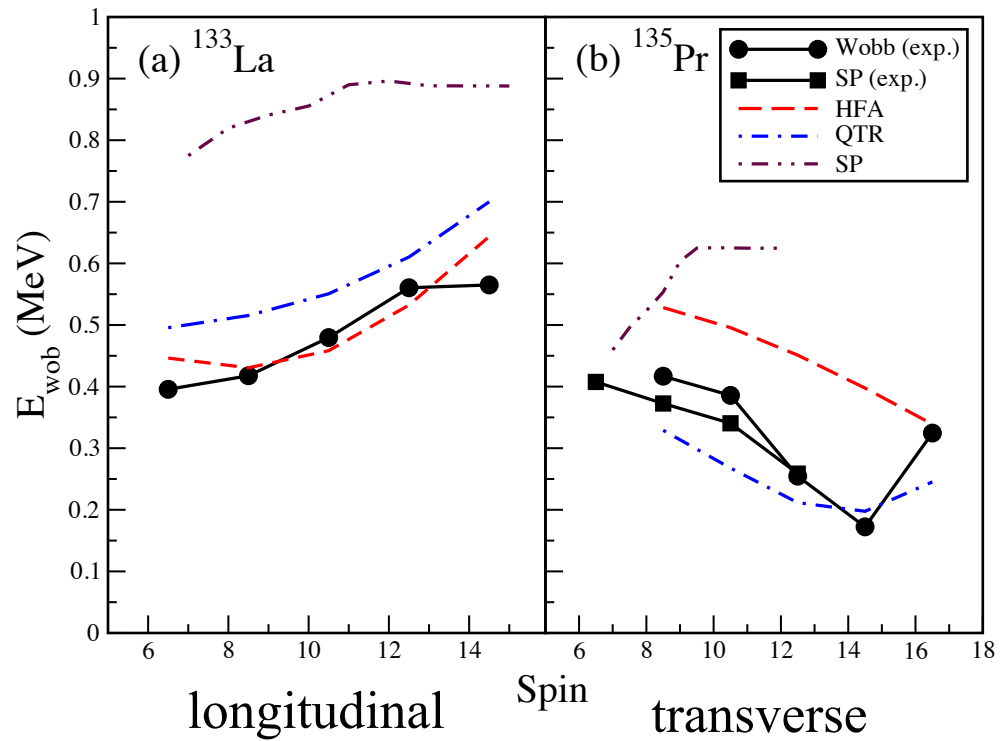 1
0.9
0.8
0.7
0.6
0.5
0.4
0.3
0.2
0.1
0
E_wob (MeV)
(a) ¹³³La
(b) ¹³⁵Pr
Wobb (exp.)
SP (exp.)
HFA
QTR
SP
6 8 10 12 14 6 8 10 12 14 16 18
Spin
longitudinal transverse